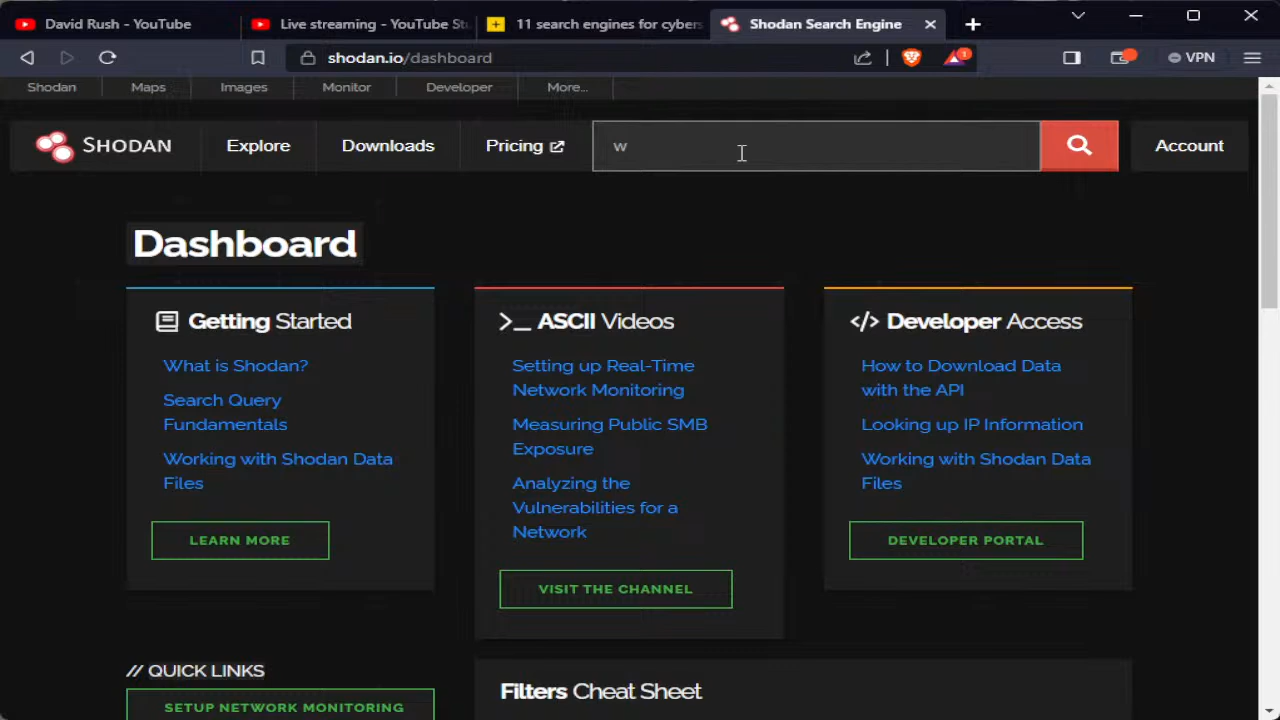 David Rush - YouTube
Live streaming - YouTube Stu
11 search engines for cybers
Shodan Search Engine
shodan.io/dashboard
1
VPN
Shodan
Maps
Images
Monitor
Developer
More...
SHODAN
Explore
Downloads
Pricing
w
Account
Dashboard
Getting Started
What is Shodan?
Search Query
Fundamentals
Working with Shodan Data
Files
LEARN MORE
>_ ASCII Videos
Setting up Real-Time
Network Monitoring
Measuring Public SMB
Exposure
Analyzing the
Vulnerabilities for a
Network
VISIT THE CHANNEL
</> Developer Access
How to Download Data
with the API
Looking up IP Information
Working with Shodan Data
Files
DEVELOPER PORTAL
// QUICK LINKS
SETUP NETWORK MONITORING
Filters Cheat Sheet